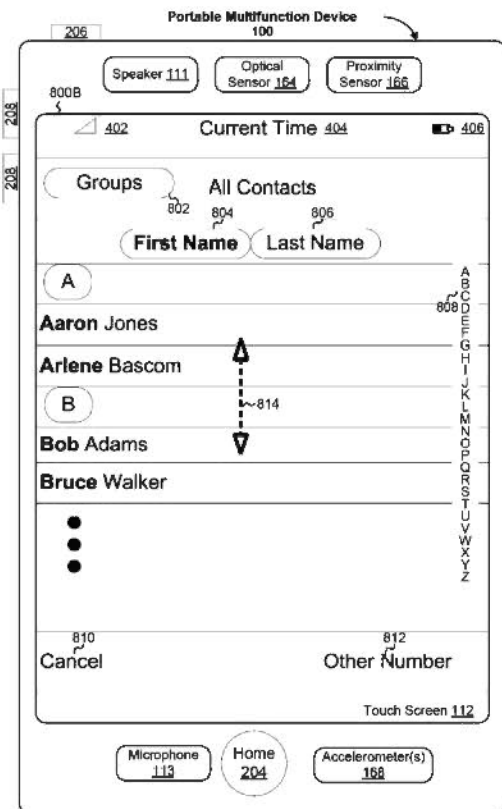 Portable Multifunction Device
100
206
Speaker 111
Optical
Sensor 164
Proximity
Sensor 166
208
800B
402
Current Time 404
406
208
Groups
All Contacts
802
804
806
First Name
Last Name
A
A
B
C
D
E
F
G
H
I
J
K
L
M
N
O
P
Q
R
S
T
U
V
W
X
Y
Z
808
Aaron Jones
Arlene Bascom
B
814
Bob Adams
Bruce Walker
810
Cancel
812
Other Number
Touch Screen 112
Microphone
113
Home
204
Accelerometer(s)
168